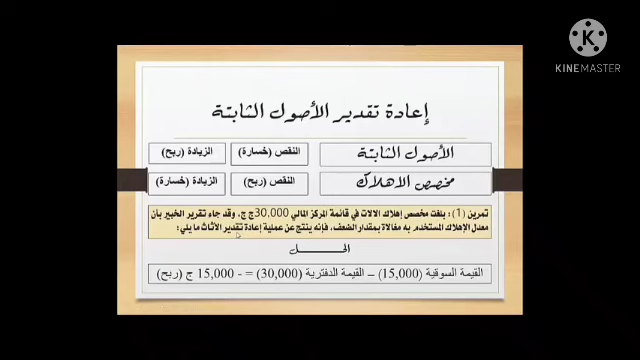 KINEMASTER
إعادة تقدير الأصول الثابتة
الأصول الثابتة
النقص (خسارة)
الزيادة (ربح)
مخصص الاهلاك
النقص (ربح)
الزيادة (خسارة)
تمرين (1) : بلغت مخصص إهلاك الالات في قائمة المركز المالي 30,000ج ج، وقد جاء تقرير الخبير بأن
معدل الإهلاك المستخدم به مغالاة بمقدار الضعف، فإنه ينتج عن عملية إعادة تقدير الأثاث ما يلي :
الحـــــل
القيمة السوقية (15,000) – القيمة الدفترية (30,000) = - 15,000 ج (ربح)